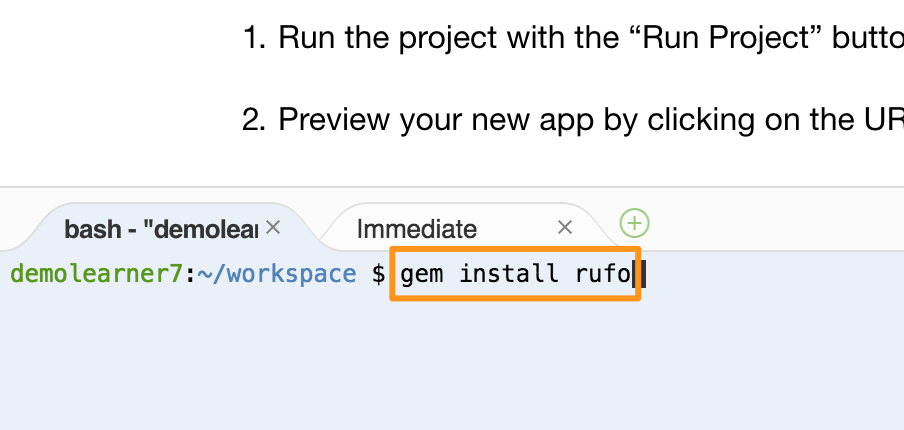 1. Run the project with the “Run Project” butto
2. Preview your new app by clicking on the UR
bash - "demolear × Immediate ×
demolearner7:~/workspace $ gem install rufo